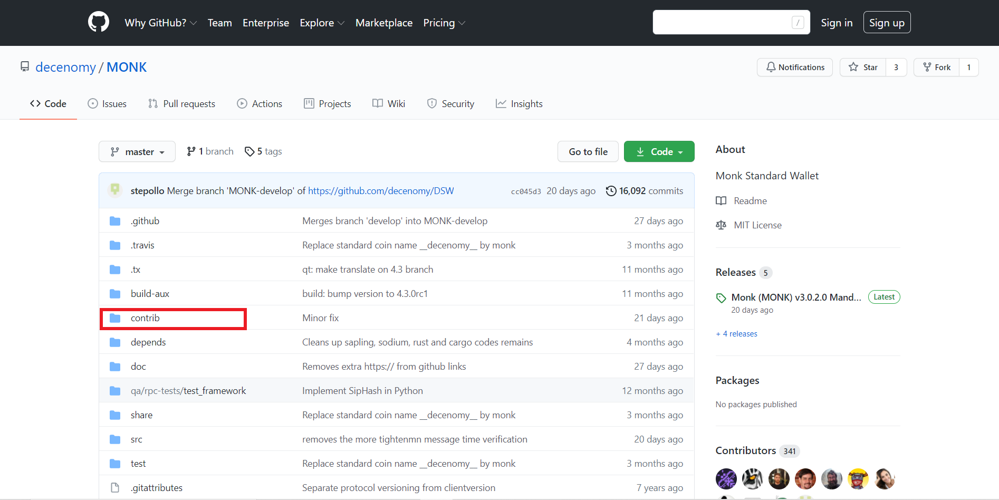 Why GitHub? Team Enterprise Explore Marketplace Pricing / Sign in Sign up
decenomy / MONK Notifications Star 3 Fork 1
Code Issues Pull requests Actions Projects Wiki Security Insights
master 1 branch 5 tags Go to file Code
stepollo Merge branch 'MONK-develop' of https://github.com/decenomy/DSW cc045d3 20 days ago 16,092 commits
.github Merges branch 'develop' into MONK-develop 27 days ago
.travis Replace standard coin name __decenomy__ by monk 3 months ago
.tx qt: make translate on 4.3 branch 11 months ago
build-aux build: bump version to 4.3.0rc1 11 months ago
contrib Minor fix 21 days ago
depends Cleans up sapling, sodium, rust and cargo codes remains 4 months ago
doc Removes extra https:// from github links 27 days ago
qa/rpc-tests/test_framework Implement SipHash in Python 12 months ago
share Replace standard coin name __decenomy__ by monk 3 months ago
src removes the more tightenmn message time verification 20 days ago
test Replace standard coin name __decenomy__ by monk 3 months ago
.gitattributes Separate protocol versioning from clientversion 7 years ago
About
Monk Standard Wallet
Readme
MIT License
Releases 5
Monk (MONK) v3.0.2.0 Mand... Latest
20 days ago
+ 4 releases
Packages
No packages published
Contributors 341